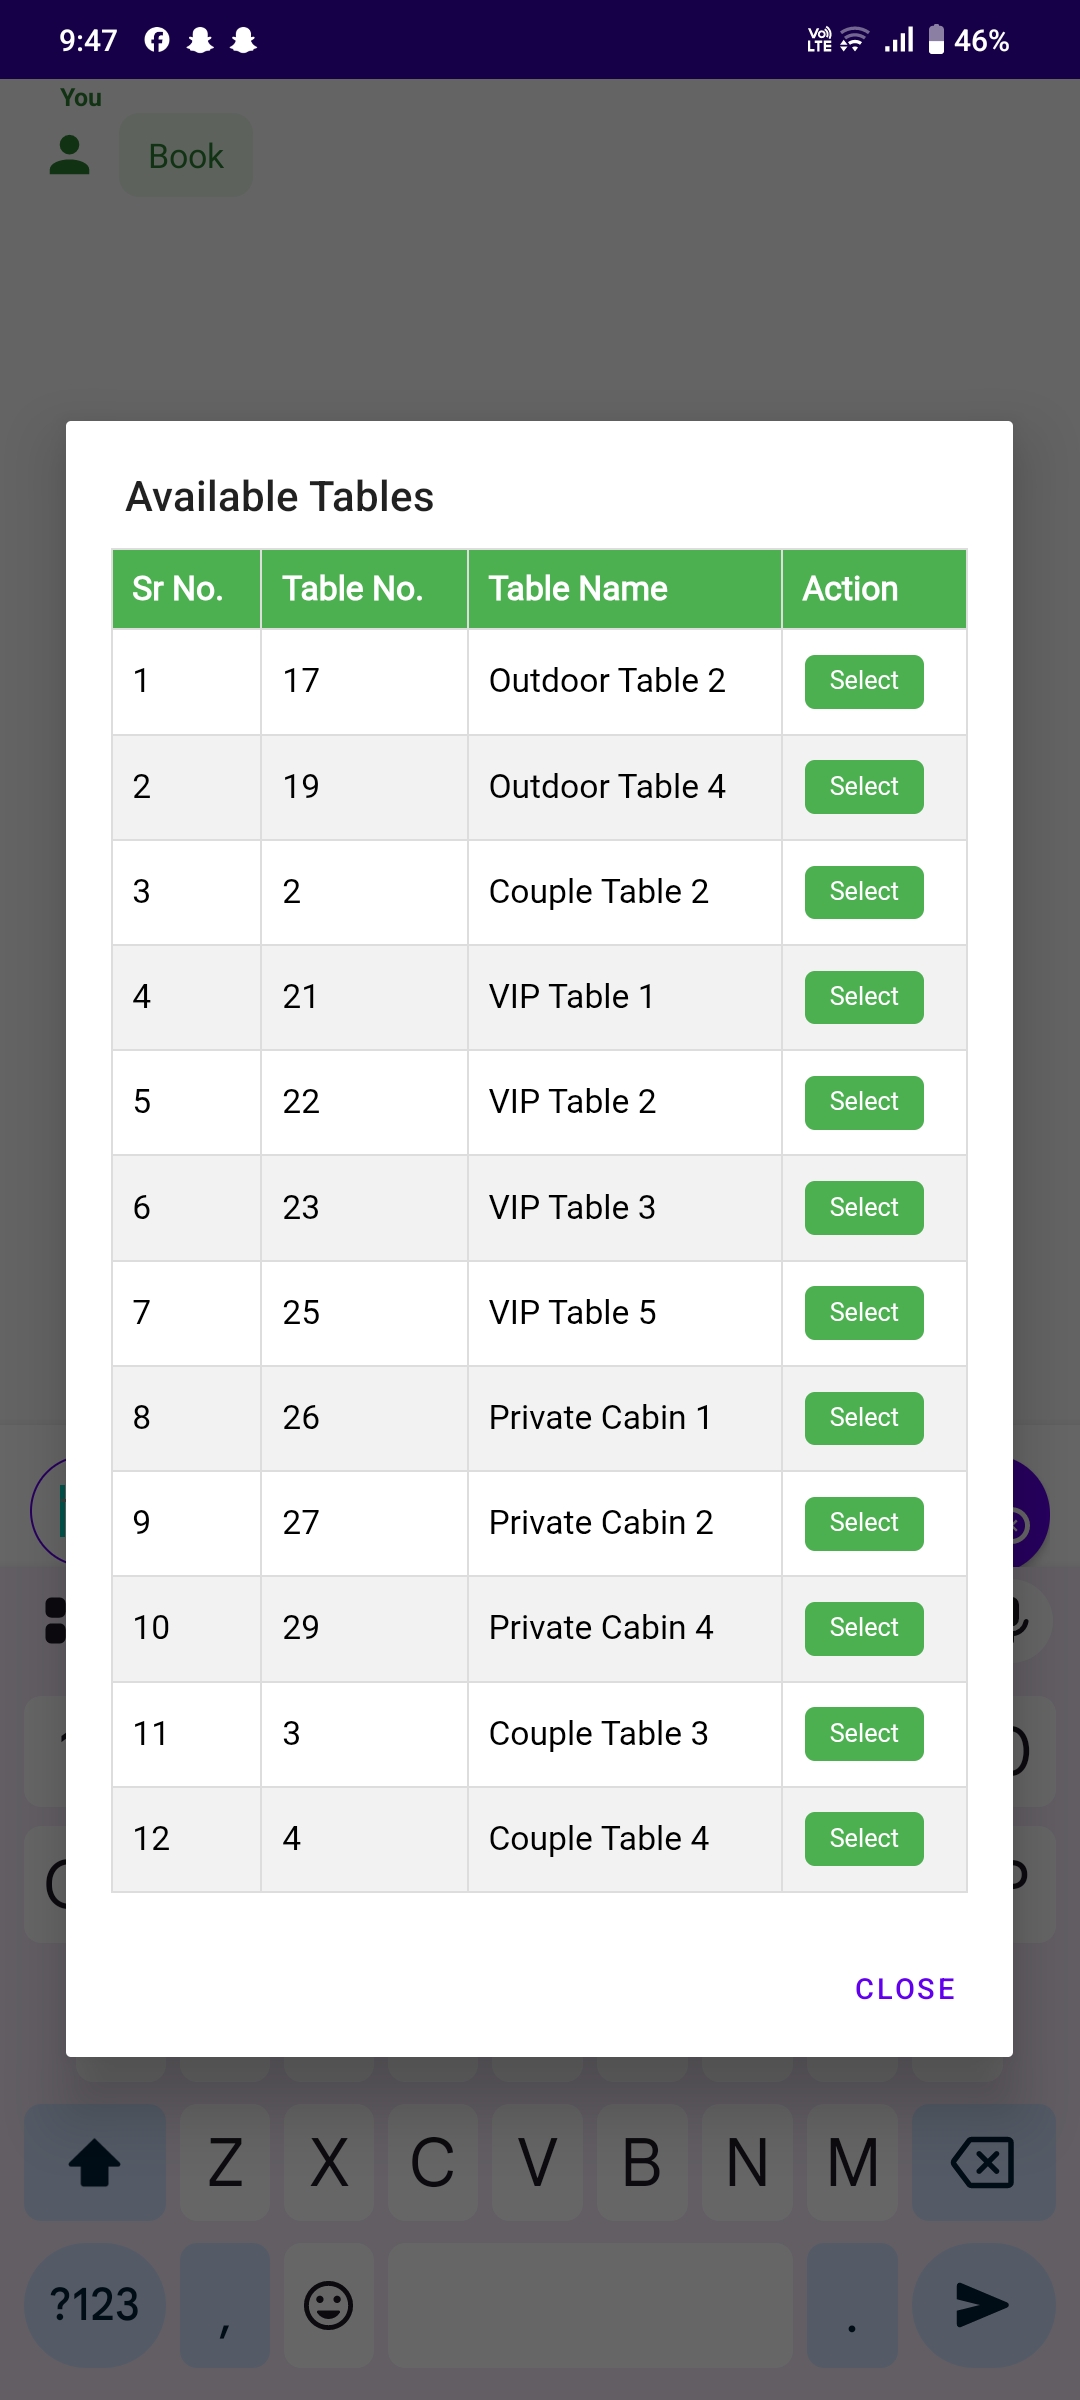 9:47 Vo)) LTE 46%
You
Book
Available Tables
Sr No. Table No. Table Name Action
1 17 Outdoor Table 2 Select
2 19 Outdoor Table 4 Select
3 2 Couple Table 2 Select
4 21 VIP Table 1 Select
5 22 VIP Table 2 Select
6 23 VIP Table 3 Select
7 25 VIP Table 5 Select
8 26 Private Cabin 1 Select
9 27 Private Cabin 2 Select
10 29 Private Cabin 4 Select
11 3 Couple Table 3 Select
12 4 Couple Table 4 Select
CLOSE
Z X C V B N M
?123 , .